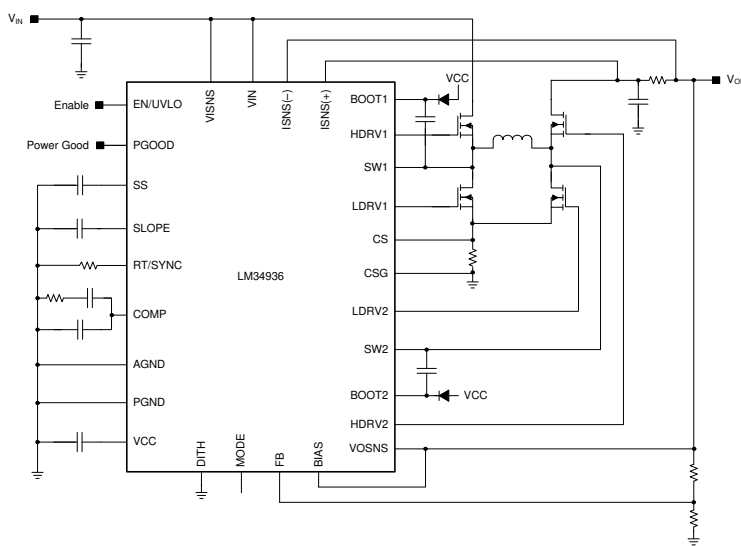 VIN
VO
VISNS
VIN
ISNS(−)
ISNS(+)
Enable
EN/UVLO
Power Good
PGOOD
SS
SLOPE
RT/SYNC
COMP
AGND
PGND
VCC
LM34936
BOOT1
VCC
HDRV1
SW1
LDRV1
CS
CSG
LDRV2
SW2
BOOT2
VCC
HDRV2
VOSNS
DITH
MODE
FB
BIAS